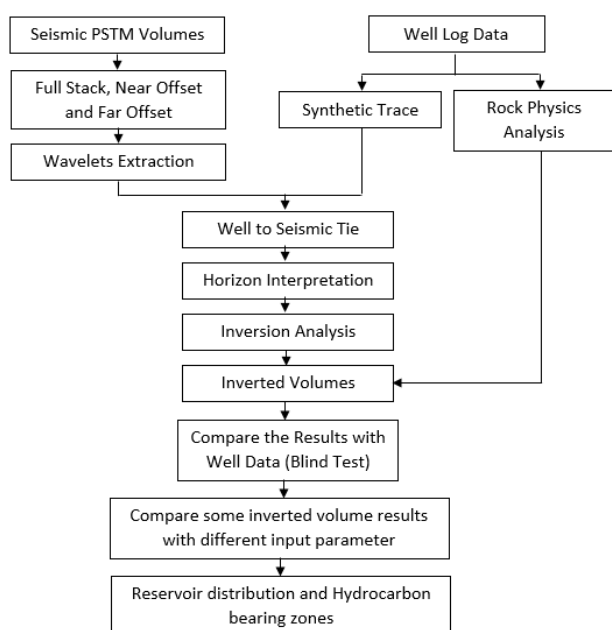 Seismic PSTM Volumes
Well Log Data
Full Stack, Near Offset
and Far Offset
Synthetic Trace
Rock Physics
Analysis
Wavelets Extraction
Well to Seismic Tie
Horizon Interpretation
Inversion Analysis
Inverted Volumes
Compare the Results with
Well Data (Blind Test)
Compare some inverted volume results
with different input parameter
Reservoir distribution and Hydrocarbon
bearing zones